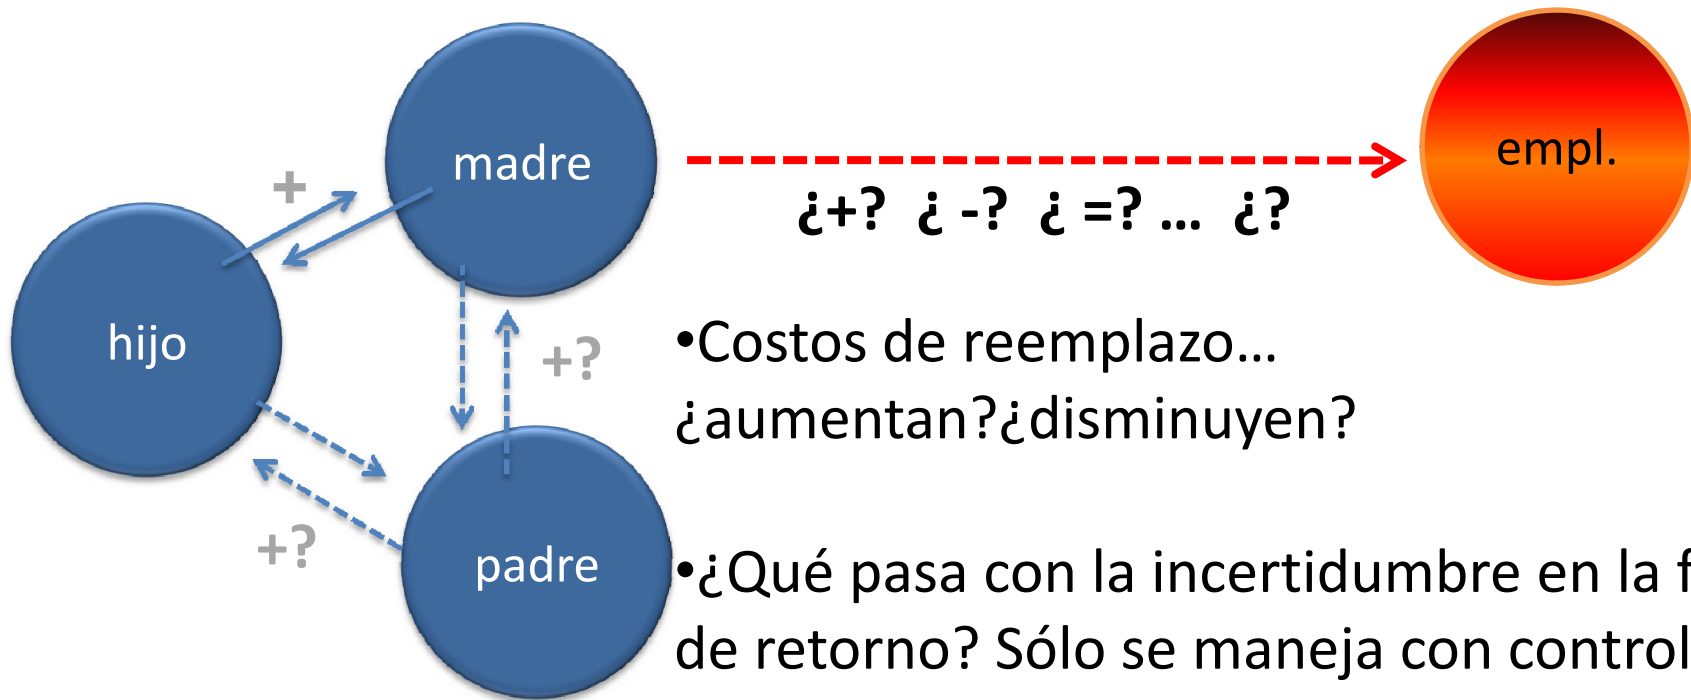 madre
empl.
+
¿+? ¿ -? ¿ =? ... ¿?
hijo
+?
•Costos de reemplazo...
¿aumentan?¿disminuyen?
+?
padre
•¿Qué pasa con la incertidumbre en la
de retorno? Sólo se maneja con control